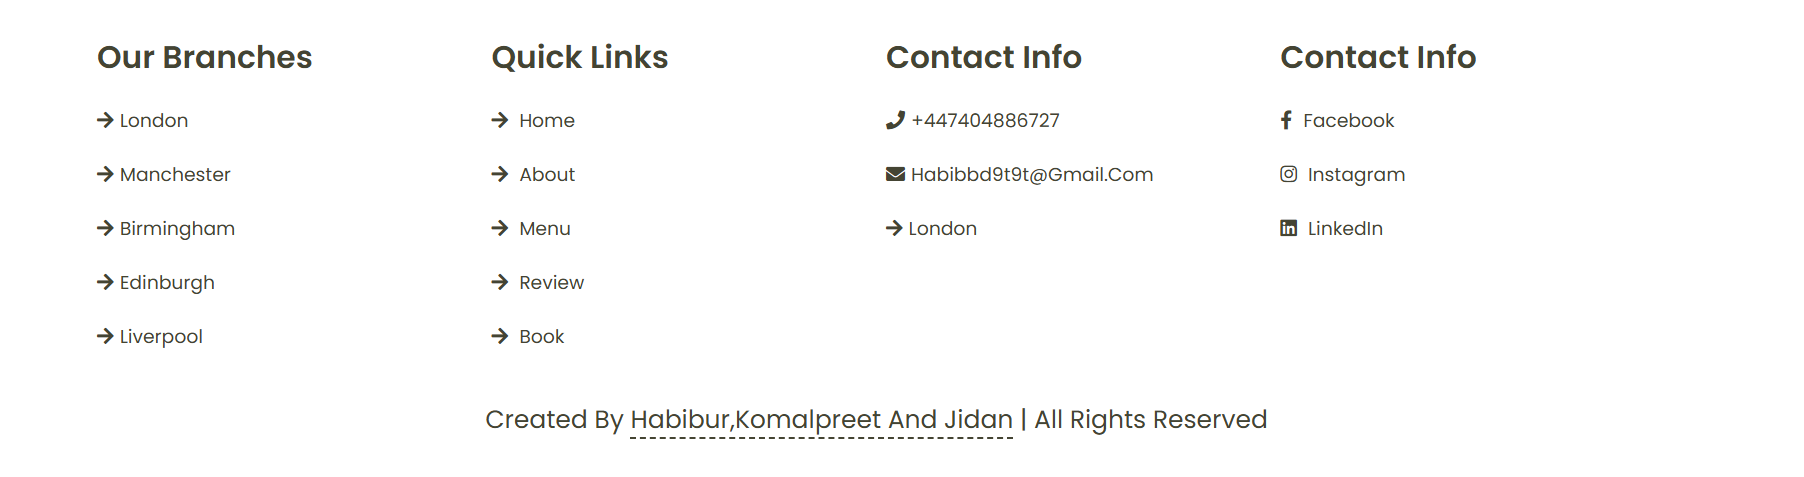 Our Branches
London
Manchester
Birmingham
Edinburgh
Liverpool
Quick Links
Home
About
Menu
Review
Book
Contact Info
+447404886727
Habibbd9t9t@Gmail.Com
London
Contact Info
Facebook
Instagram
LinkedIn
Created By Habibur,Komalpreet And Jidan | All Rights Reserved